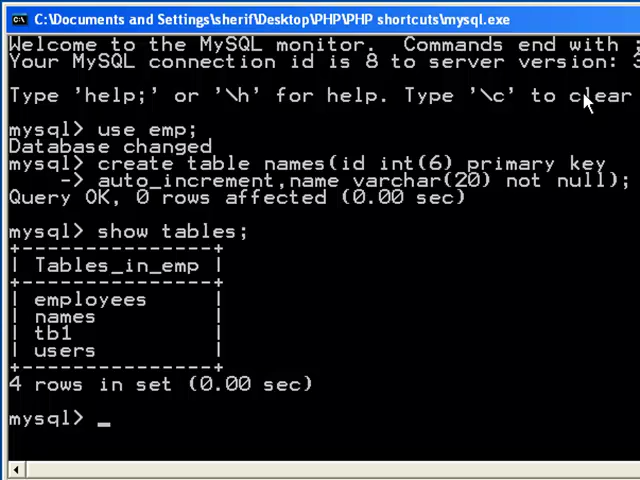 C:\Documents and Settings\sherif\Desktop\PHP\PHP shortcuts\mysql.exe
Welcome to the MySQL monitor.  Commands end with ;
Your MySQL connection id is 8 to server version:
Type 'help;' or '\h' for help. Type '\c' to clear
mysql> use emp;
Database changed
mysql> create table names(id int(6) primary key
    -> auto_increment,name varchar(20) not null);
Query OK, 0 rows affected (0.00 sec)
mysql> show tables;
+---------------+
| Tables_in_emp |
+---------------+
| employees     |
| names         |
| tb1           |
| users         |
+---------------+
4 rows in set (0.00 sec)
mysql> _